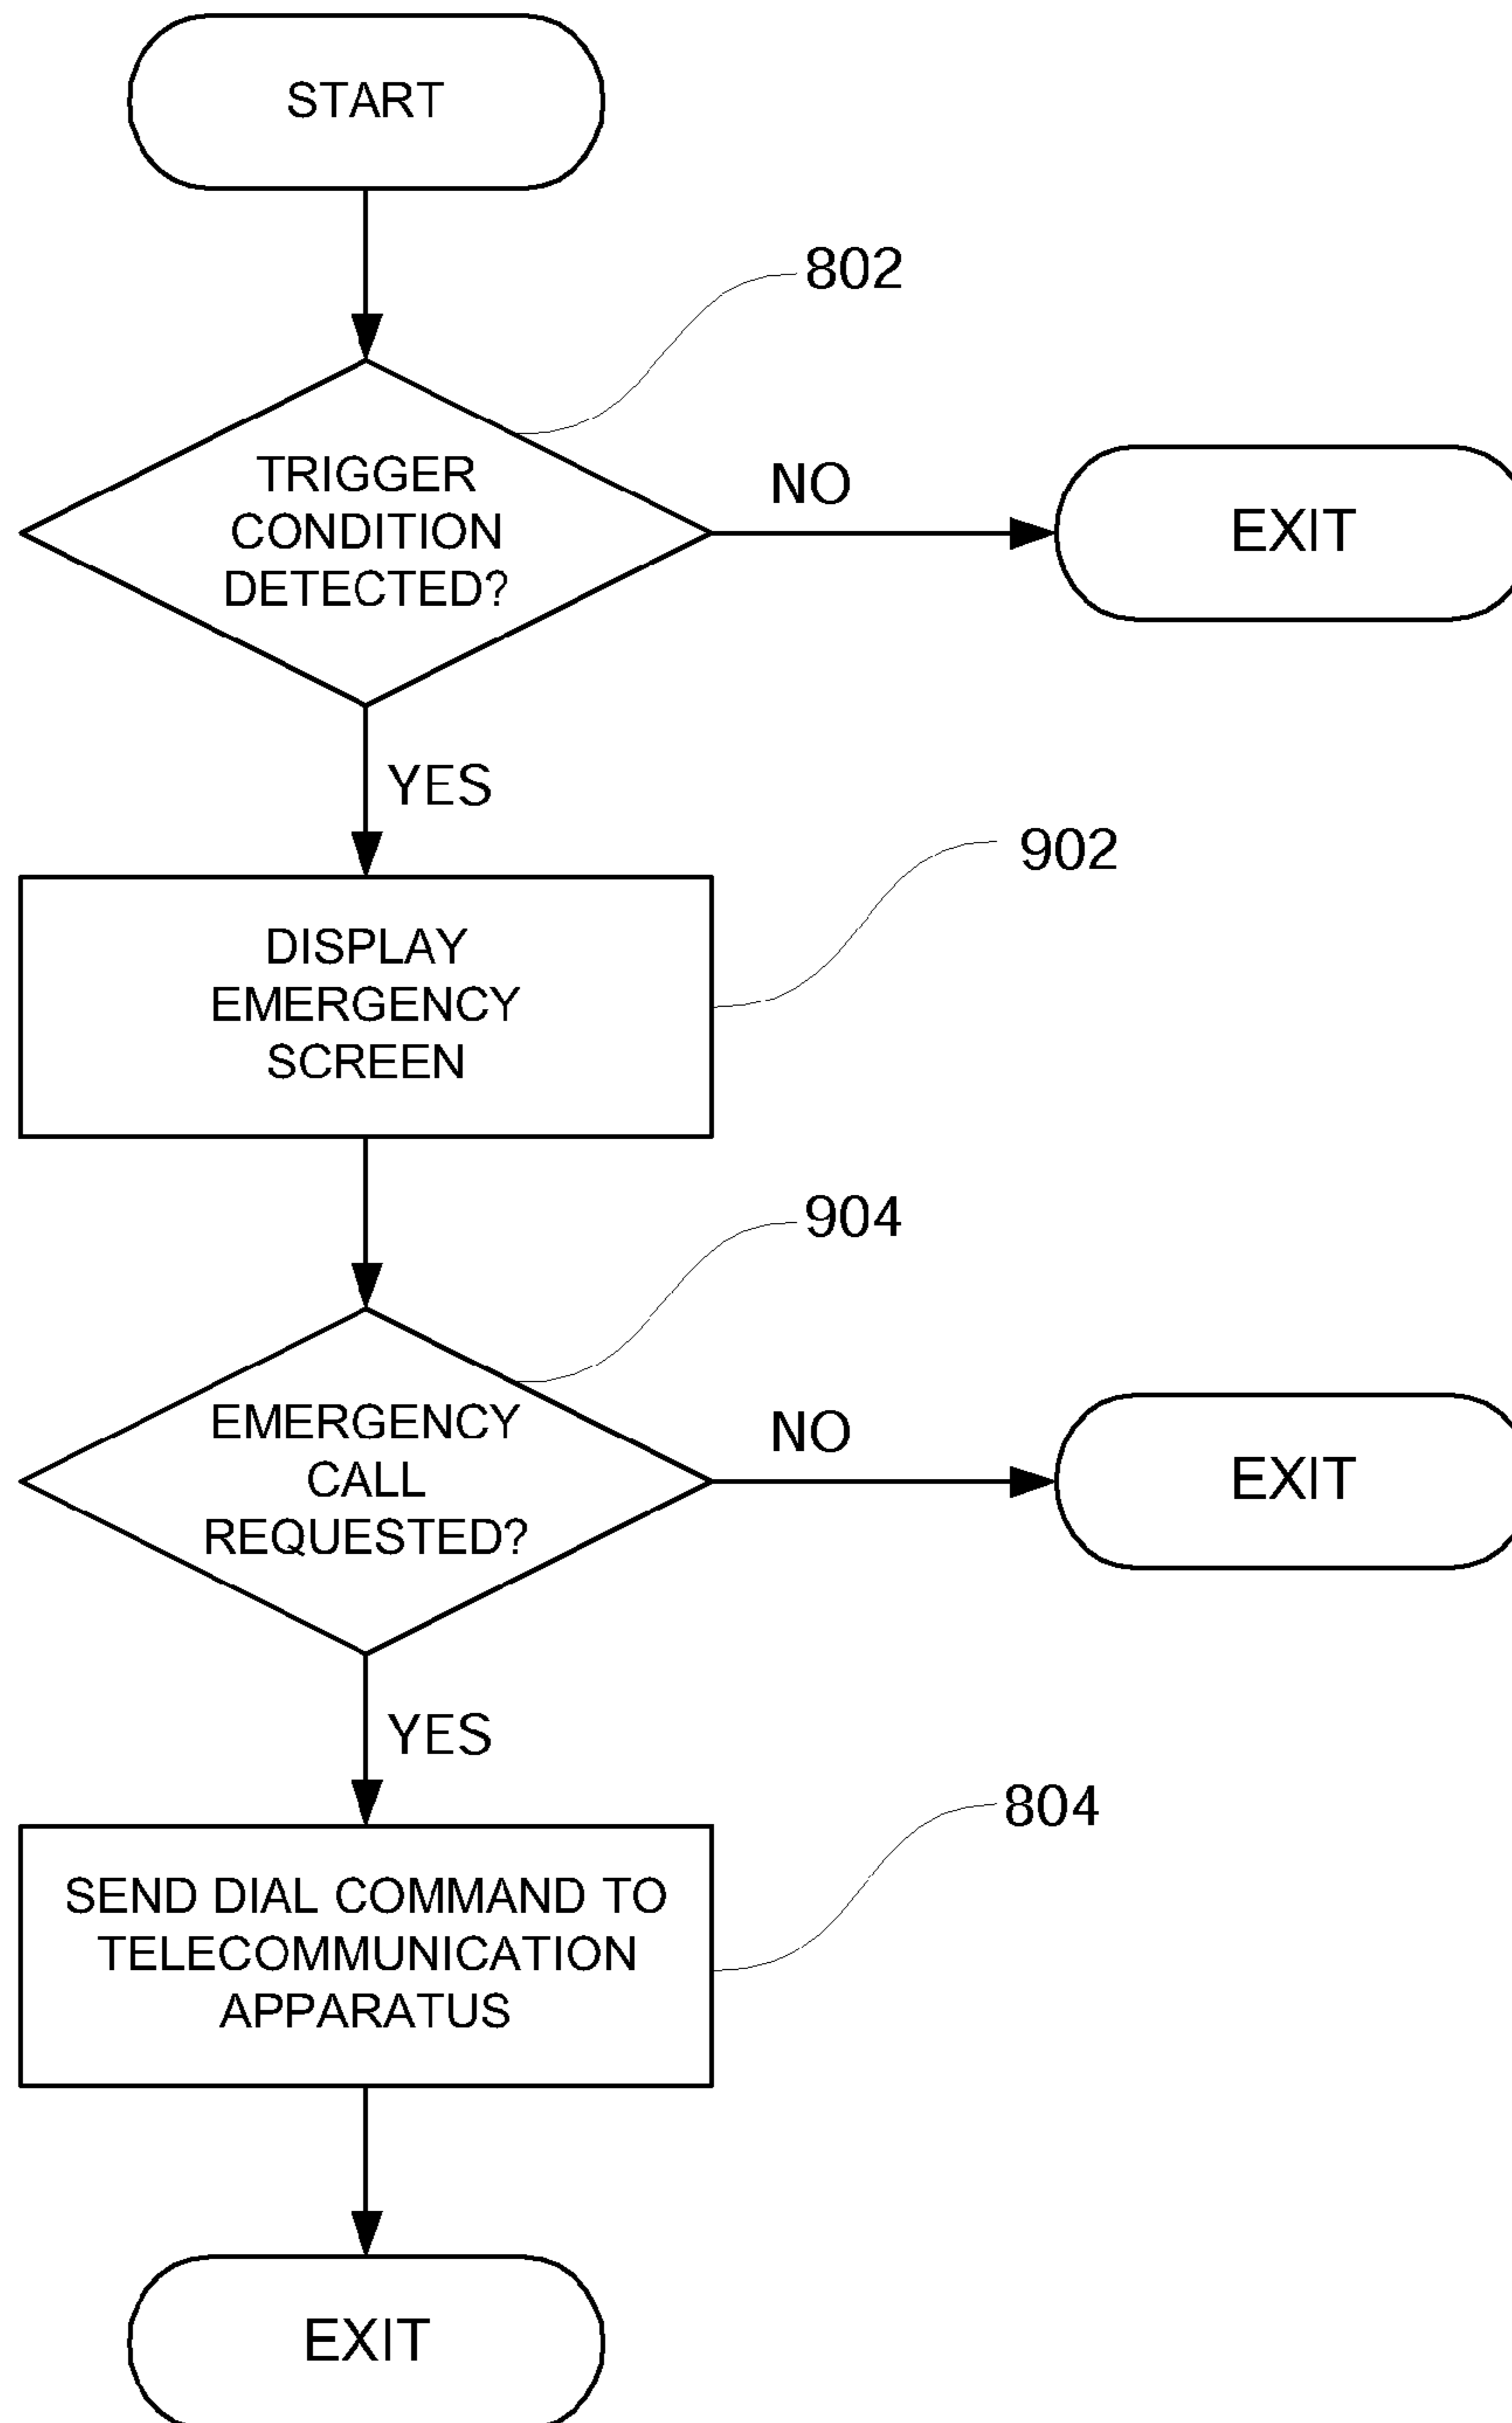 START
802
TRIGGER
CONDITION
DETECTED?
NO
EXIT
YES
902
DISPLAY
EMERGENCY
SCREEN
904
EMERGENCY
CALL
REQUESTED?
NO
EXIT
YES
804
SEND DIAL COMMAND TO
TELECOMMUNICATION
APPARATUS
EXIT